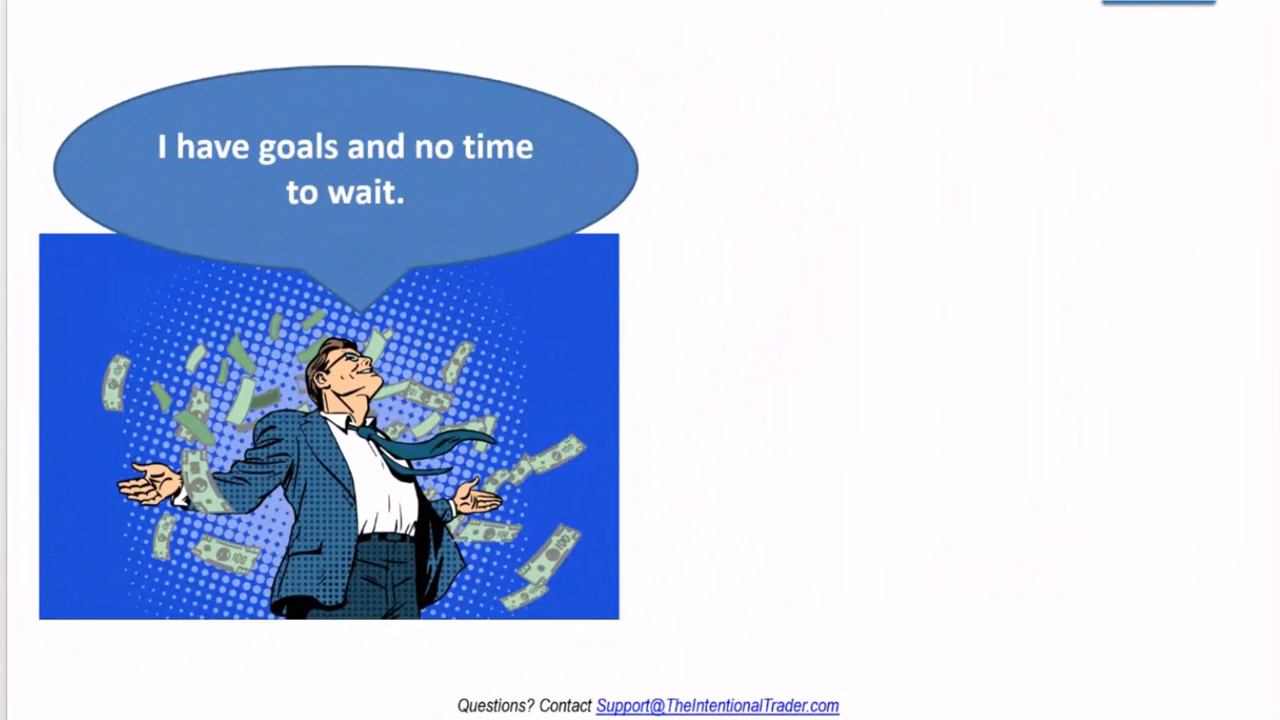 I have goals and no time
to wait.
Questions? Contact Support@TheIntentionalTrader.com